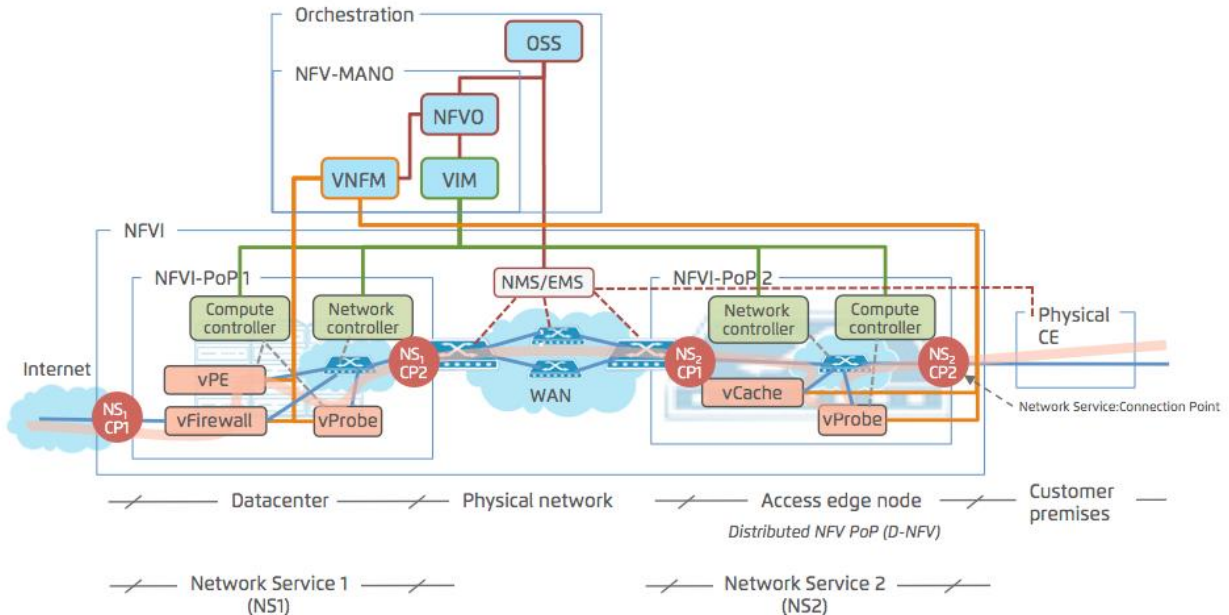 Orchestration
OSS
NFV-MANO
NFVO
VNFM
VIM
NFVI
NFVI-PoP 1
NMS/EMS
NFVI-PoP 2
Compute
controller
Network
controller
Network
controller
Compute
controller
Physical
CE
Internet
NS1
CP2
NS2
CP1
NS2
CP2
vPE
WAN
vCache
Network Service:Connection Point
NS1
CP1
vFirewall
vProbe
vProbe
Datacenter
Physical network
Access edge node
Customer
premises
Distributed NFV PoP (D-NFV)
Network Service 1
(NS1)
Network Service 2
(NS2)